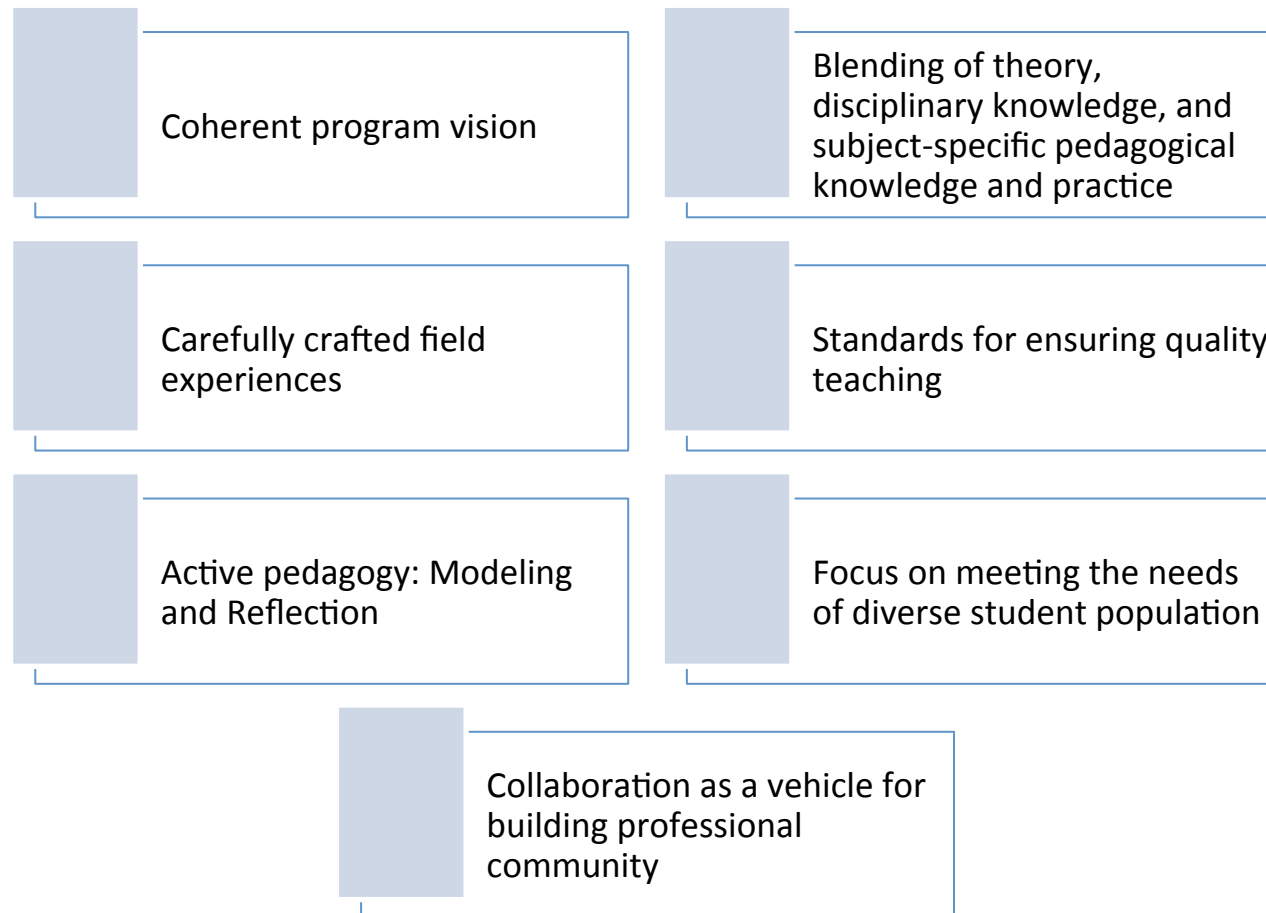 Coherent program vision
Blending of theory,
disciplinary knowledge, and
subject-specific pedagogical
knowledge and practice
Carefully crafted field
experiences
Standards for ensuring quality
teaching
Active pedagogy: Modeling
and Reflection
Focus on meeting the needs
of diverse student population
Collaboration as a vehicle for
building professional
community